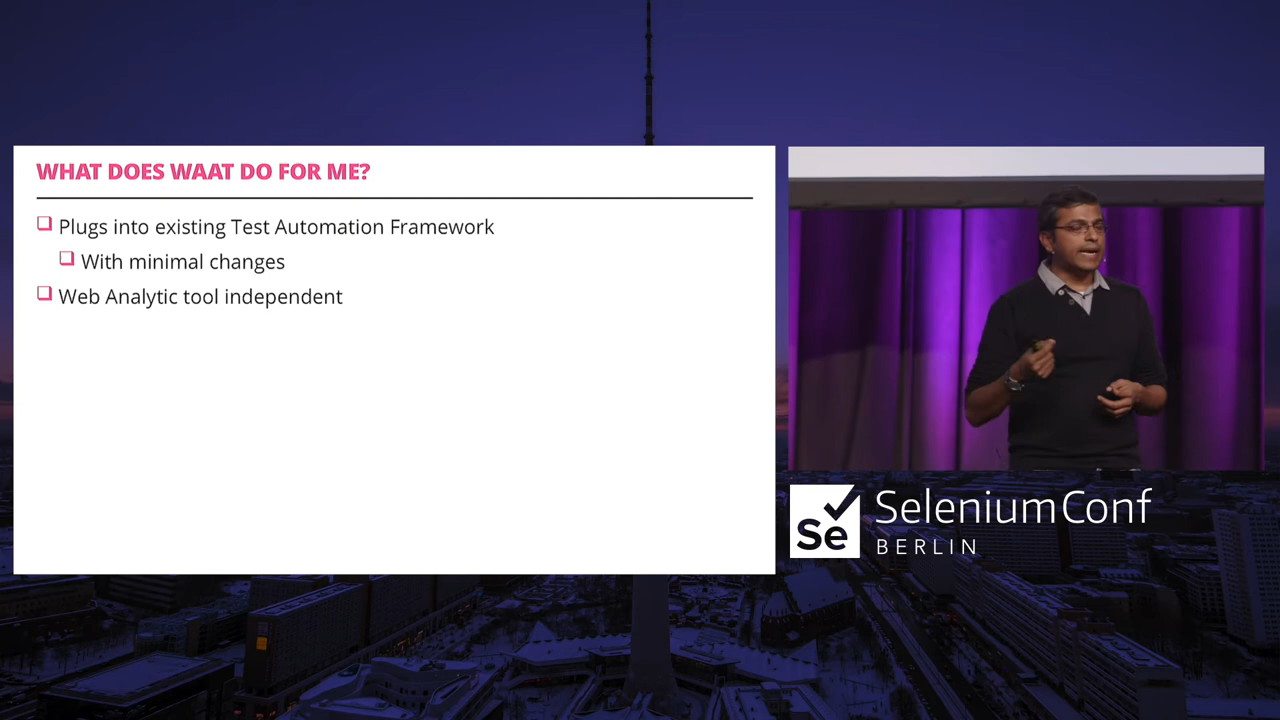 WHAT DOES WAAT DO FOR ME?
Plugs into existing Test Automation Framework
With minimal changes
Web Analytic tool independent
Se
SeleniumConf
BERLIN